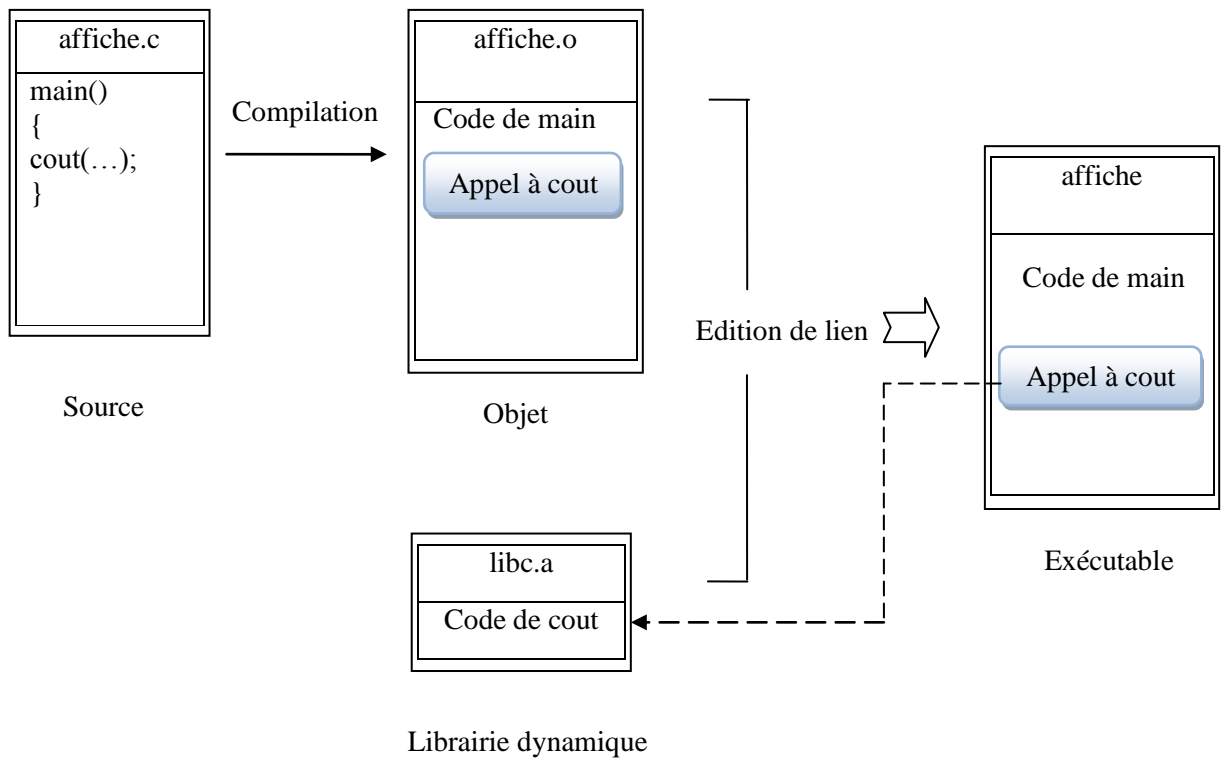 affiche.c
main()
{
cout(…);
}
Source
Compilation
affiche.o
Code de main
Appel à cout
Objet
Edition de lien
affiche
Code de main
Appel à cout
Exécutable
libc.a
Code de cout
Librairie dynamique